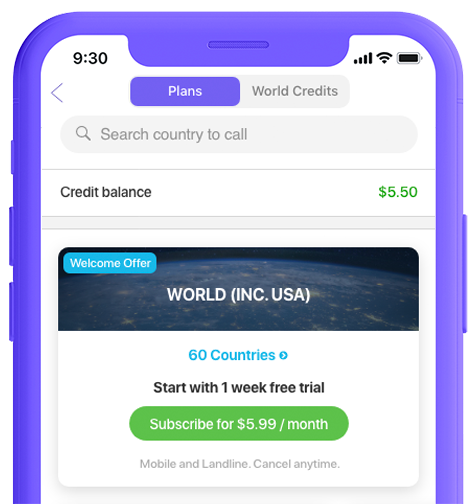 9:30
Plans
World Credits
Search country to call
Credit balance
$5.50
Welcome Offer
WORLD (INC. USA)
60 Countries
Start with 1 week free trial
Subscribe for $5.99 / month
Mobile and Landline. Cancel anytime.